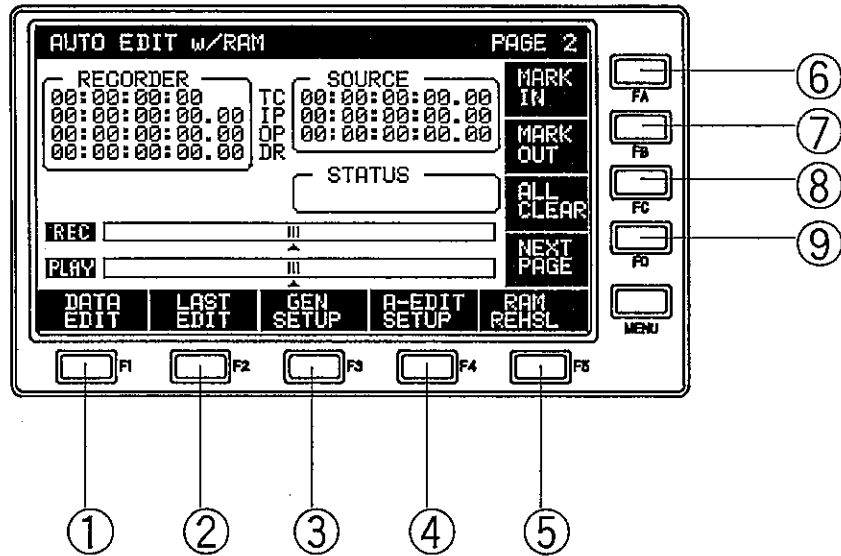 AUTO EDIT w/RAM PAGE 2
RECORDER SOURCE
00:00:00:00 TC 00:00:00:00.00
00:00:00:00.00 IP 00:00:00:00.00
00:00:00:00.00 OP 00:00:00:00.00
00:00:00:00.00 DR
STATUS
REC
PLAY
MARK IN
MARK OUT
ALL CLEAR
NEXT PAGE
DATA EDIT
LAST EDIT
GEN SETUP
A-EDIT SETUP
RAM REHSL
FA
FB
FC
FD
MENU
F1 F2 F3 F4 F5
⑥
⑦
⑧
⑨
① ② ③ ④ ⑤